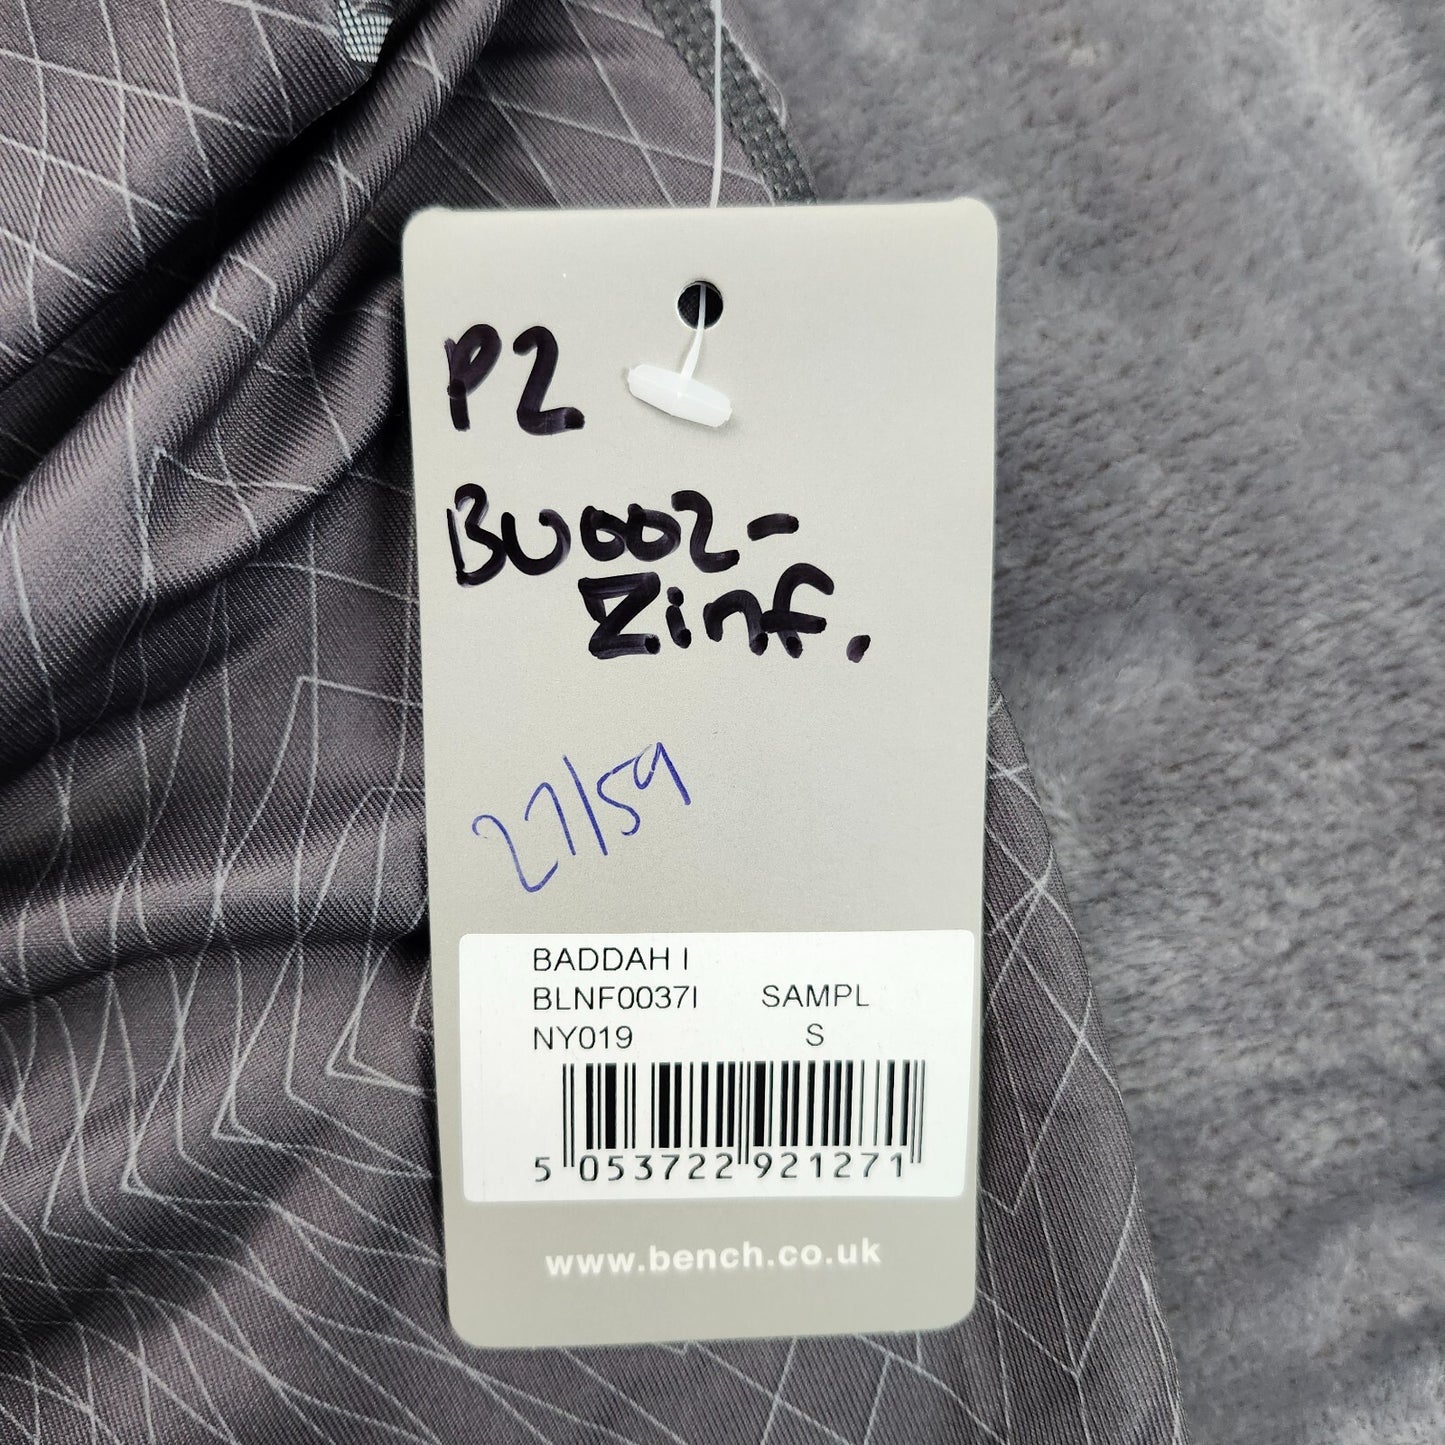 P2
BU002-
Zinf.
27/59
BADDAH I
BLNF0037I SAMPL
NY019 S
5 053722 921271
www.bench.co.uk